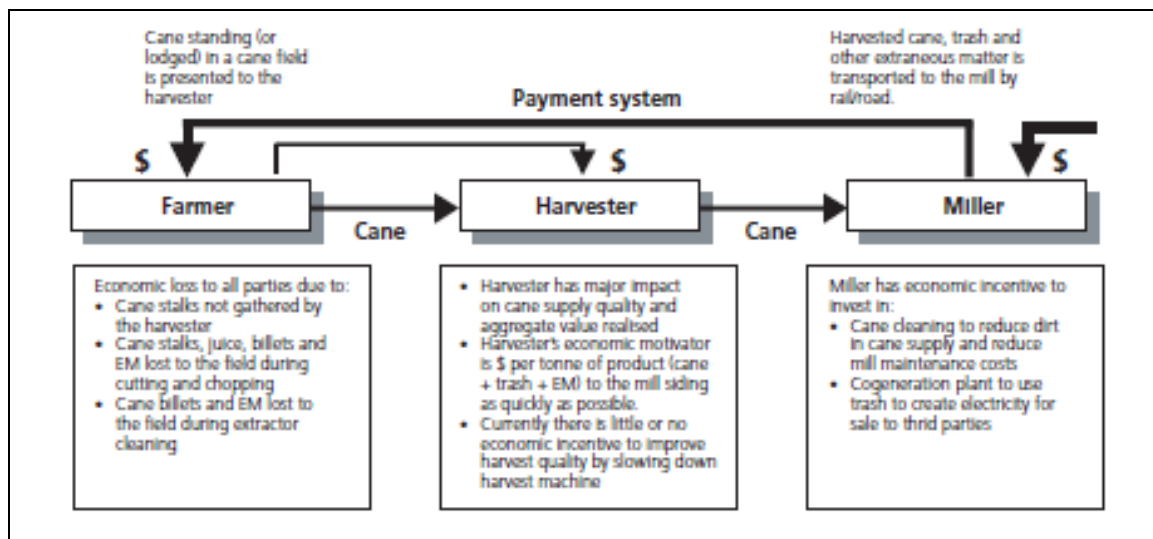 Cane standing (or
lodged) in a cane field
is presented to the
harvester
Harvested cane, trash and
other extraneous matter is
transported to the mill by
rail/road.
Payment system
$
$
$
Farmer
Harvester
Miller
Cane
Cane
Economic loss to all parties due to:
• Cane stalks not gathered by
the harvester
• Cane stalks, juice, billets and
EM lost to the field during
cutting and chopping
• Cane billets and EM lost to
the field during extractor
cleaning
• Harvester has major impact
on cane supply quality and
aggregate value realised
• Harvester's economic motivator
is $ per tonne of product (cane
+ trash + EM) to the mill siding
as quickly as possible.
• Currently there is little or no
economic incentive to improve
harvest quality by slowing down
harvest machine
Miller has economic incentive to
invest in:
• Cane cleaning to reduce dirt
in cane supply and reduce
mill maintenance costs
• Cogeneration plant to use
trash to create electricity for
sale to thrid parties